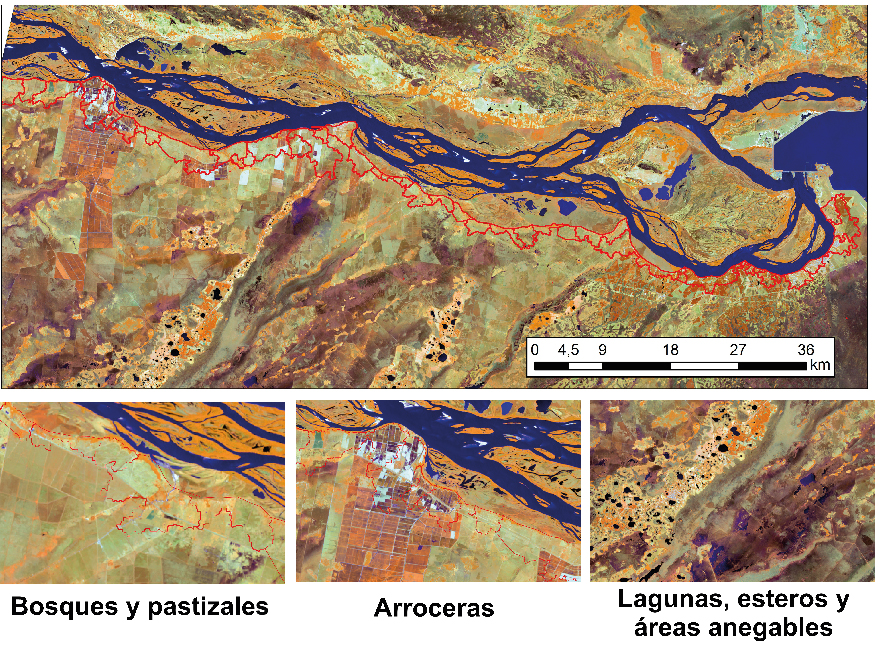 0 4,5 9 18 27 36
km
Bosques y pastizales
Arroceras
Lagunas, esteros y
áreas anegables